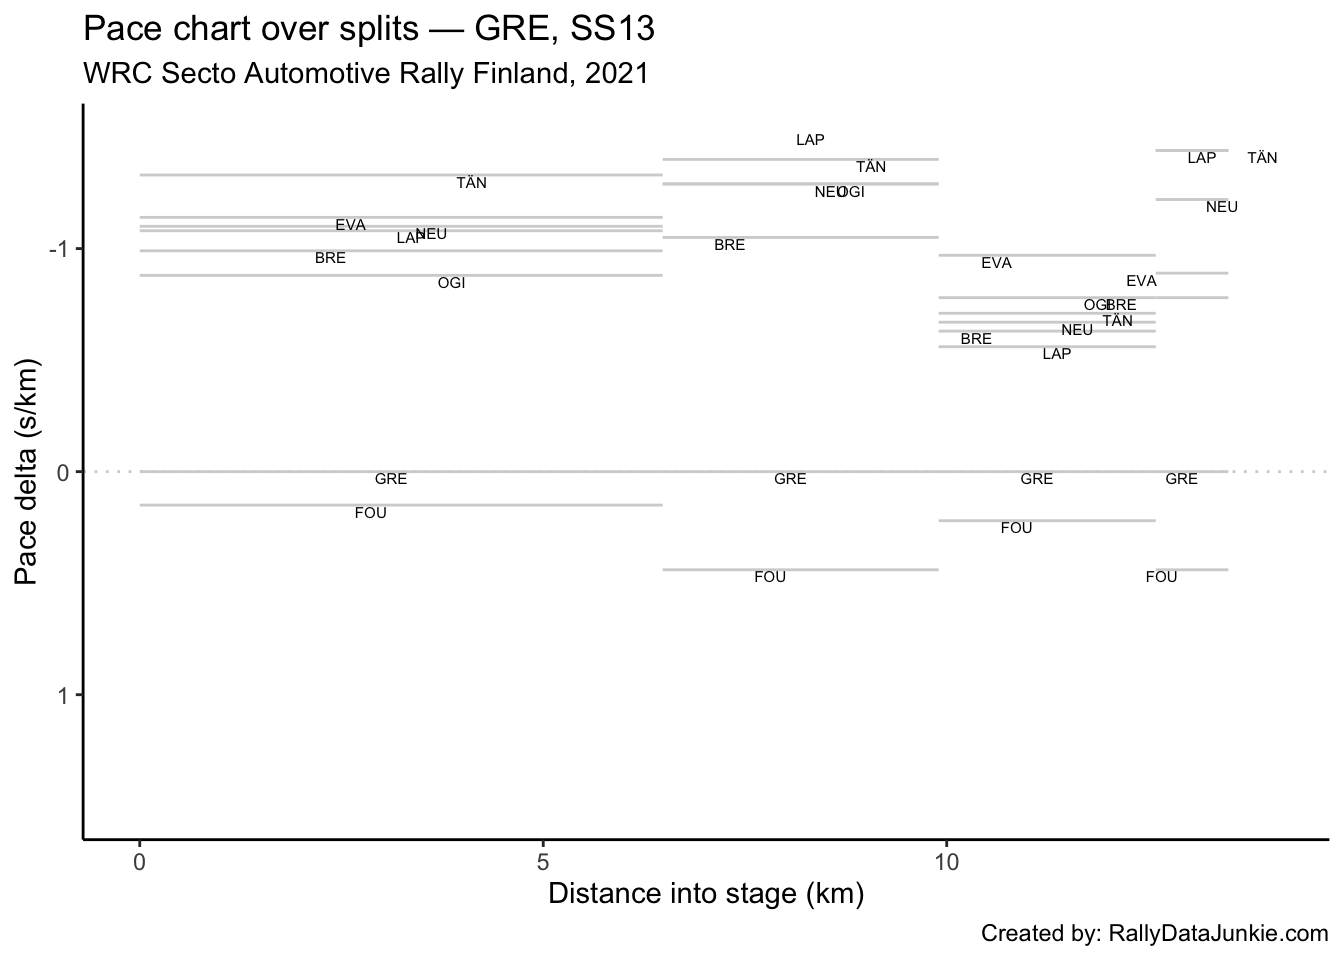 Pace chart over splits — GRE, SS13
WRC Secto Automotive Rally Finland, 2021
LAP
LAP
TÄN
TÄN
TÄN
NEU
OGI
NEU
EVA
NEU
LAP
BRE
-1
BRE
EVA
EVA
OGI
OGI
BRE
TÄN
NEU
BRE
LAP
0
GRE
GRE
GRE
GRE
FOU
FOU
FOU
FOU
1
Pace delta (s/km)
0
5
10
Distance into stage (km)
Created by: RallyDataJunkie.com